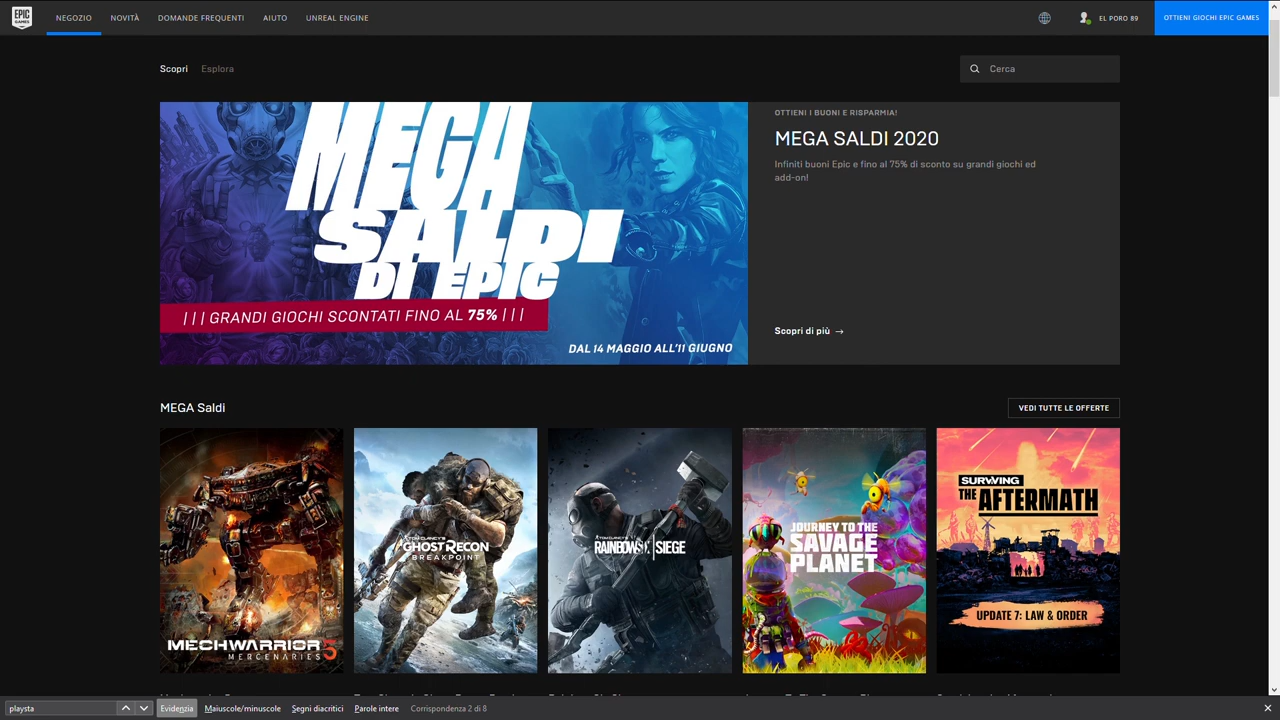 EPIC
GAMES
NEGOZIO
NOVITÀ
DOMANDE FREQUENTI
AIUTO
UNREAL ENGINE
EL PORO 89
OTTIENI GIOCHI EPIC GAMES
Scopri
Esplora
Cerca
MEGA
SALDI
DI EPIC
||| GRANDI GIOCHI SCONTATI FINO AL 75% |||
DAL 14 MAGGIO ALL'11 GIUGNO
OTTIENI I BUONI E RISPARMIA!
MEGA SALDI 2020
Infiniti buoni Epic e fino al 75% di sconto su grandi giochi ed
add-on!
Scopri di più →
MEGA Saldi
VEDI TUTTE LE OFFERTE
MECHWARRIOR 5
MERCENARIES
TOM CLANCY'S
GHOST RECON
BREAKPOINT
TOM CLANCY'S
RAINBOW SIX | SIEGE
JOURNEY TO THE
SAVAGE
PLANET
SURVIVING
THE AFTERMATH
UPDATE 7: LAW & ORDER
playsta
Evidenzia
Maiuscole/minuscole
Segni diacritici
Parole intere
Corrispondenza 2 di 8